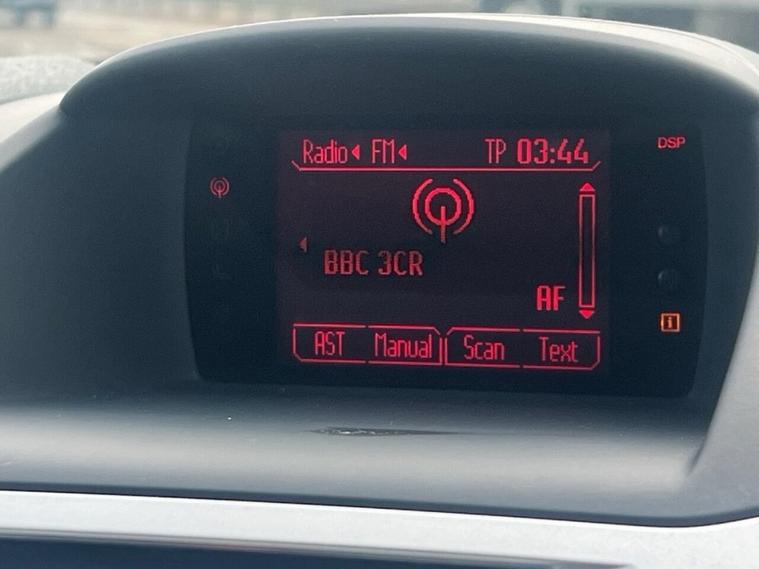 Radio FM TP 03:44
DSP
BBC 3CR
AF
i
AST Manual Scan Text